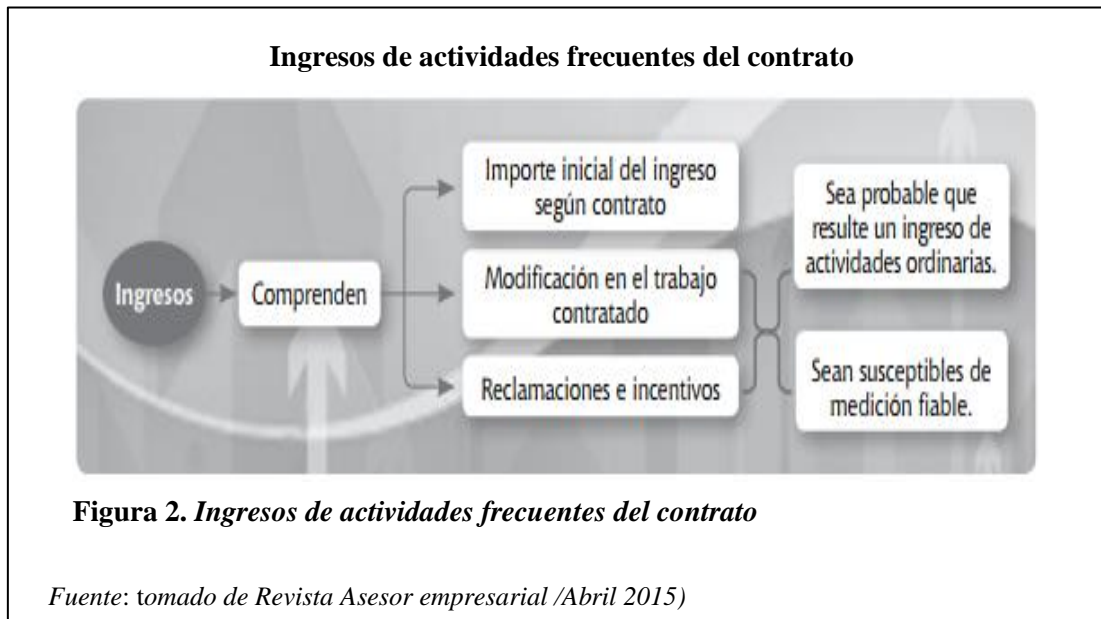 Ingresos de actividades frecuentes del contrato
Ingresos
Comprenden
Importe inicial del ingreso
según contrato
Modificación en el trabajo
contratado
Reclamaciones e incentivos
Sea probable que
resulte un ingreso de
actividades ordinarias.
Sean susceptibles de
medición fiable.
Figura 2. Ingresos de actividades frecuentes del contrato
Fuente: tomado de Revista Asesor empresarial /Abril 2015)